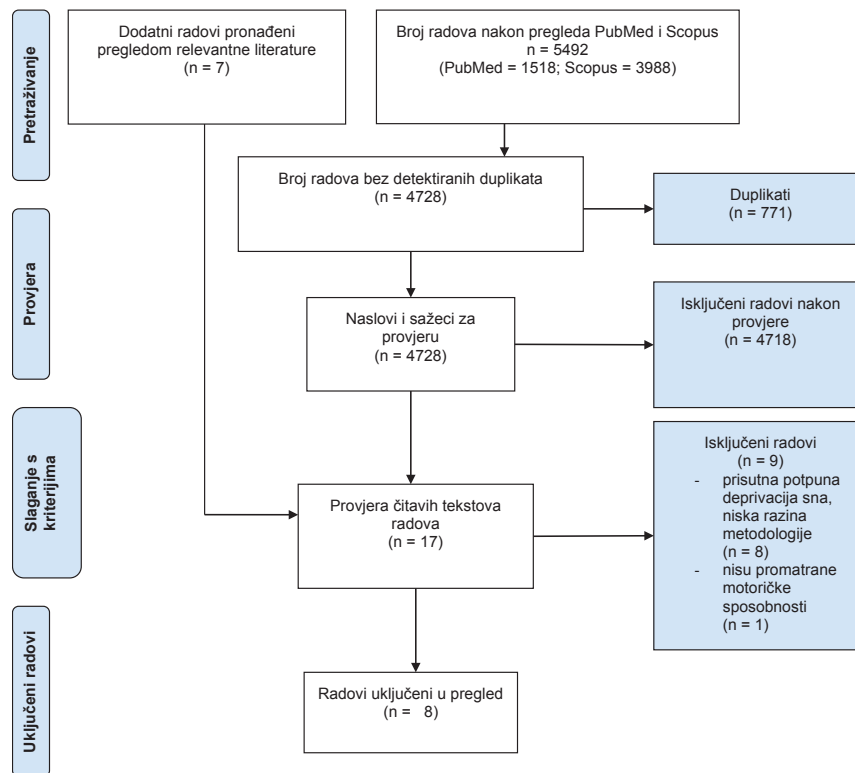 Pretraživanje
Dodatni radovi pronađeni
pregledom relevantne literature
(n = 7)
Broj radova nakon pregleda PubMed i Scopus
n = 5492
(PubMed = 1518; Scopus = 3988)
Broj radova bez detektiranih duplikata
(n = 4728)
Duplikati
(n = 771)
Provjera
Naslovi i sažeci za
provjeru
(n = 4728)
Isključeni radovi nakon
provjere
(n = 4718)
Slaganje s
kriterijima
Provjera čitavih tekstova
radova
(n = 17)
Isključeni radovi
(n = 9)
- prisutna potpuna
deprivacija sna,
niska razina
metodologije
(n = 8)
- nisu promatrane
motoričke
sposobnosti
(n = 1)
Uključeni radovi
Radovi uključeni u pregled
(n = 8)